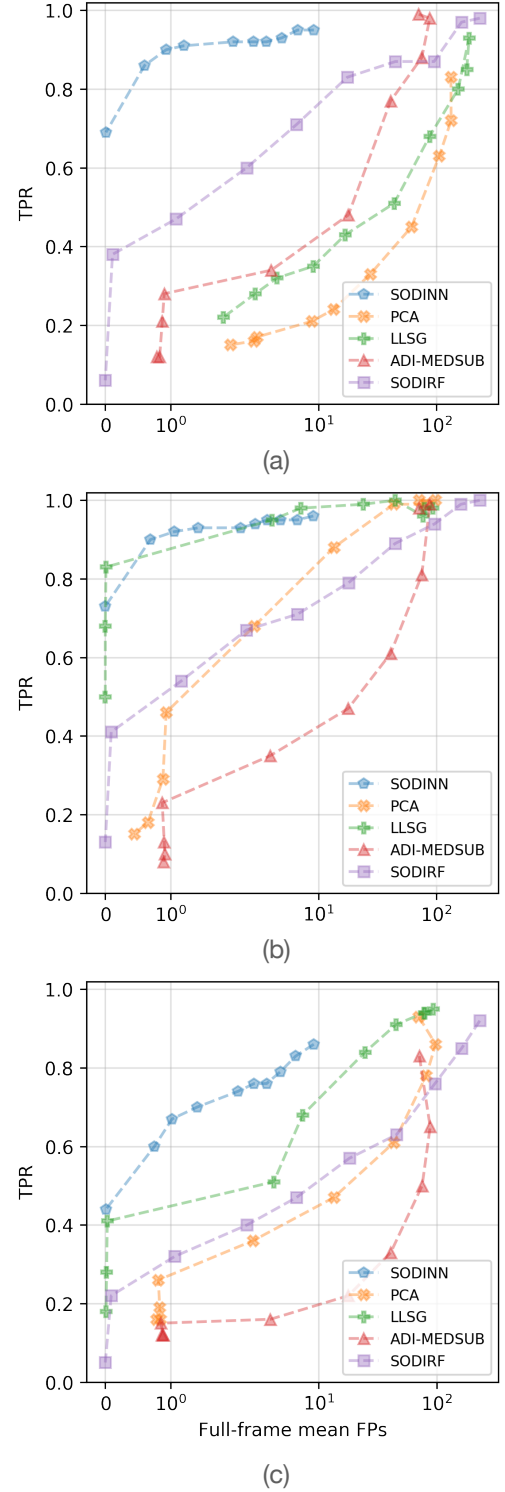 1.0
0.8
0.6
0.4
0.2
0.0
TPR
SODINN
PCA
LLSG
ADI-MEDSUB
SODIRF
0 10⁰ 10¹ 10²
(a)
1.0
0.8
0.6
0.4
0.2
0.0
TPR
SODINN
PCA
LLSG
ADI-MEDSUB
SODIRF
0 10⁰ 10¹ 10²
(b)
1.0
0.8
0.6
0.4
0.2
0.0
TPR
SODINN
PCA
LLSG
ADI-MEDSUB
SODIRF
0 10⁰ 10¹ 10²
Full-frame mean FPs
(c)